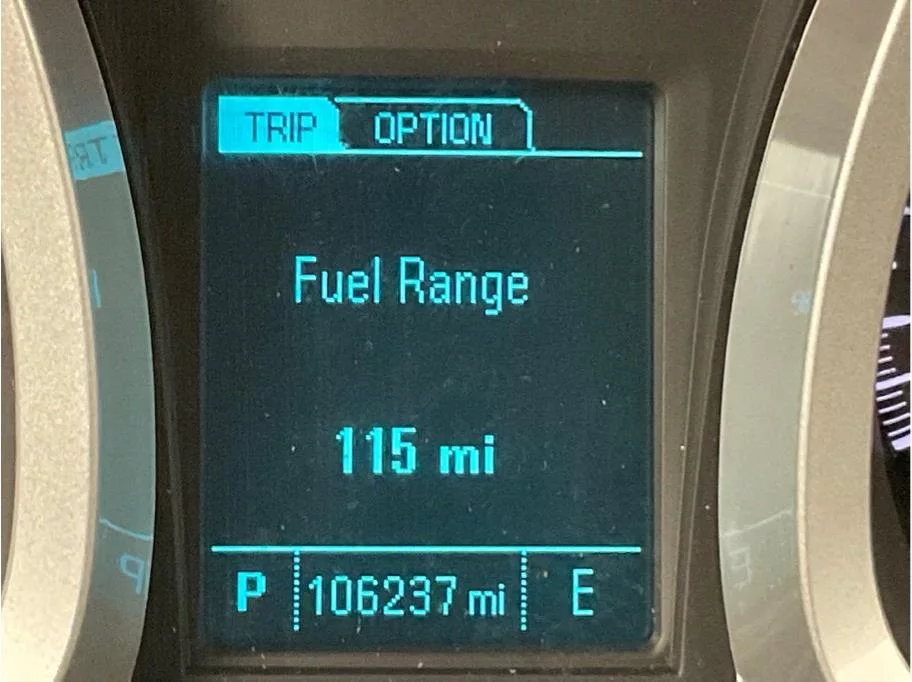 TRIP OPTION
Fuel Range
115 mi
P 106237 mi E